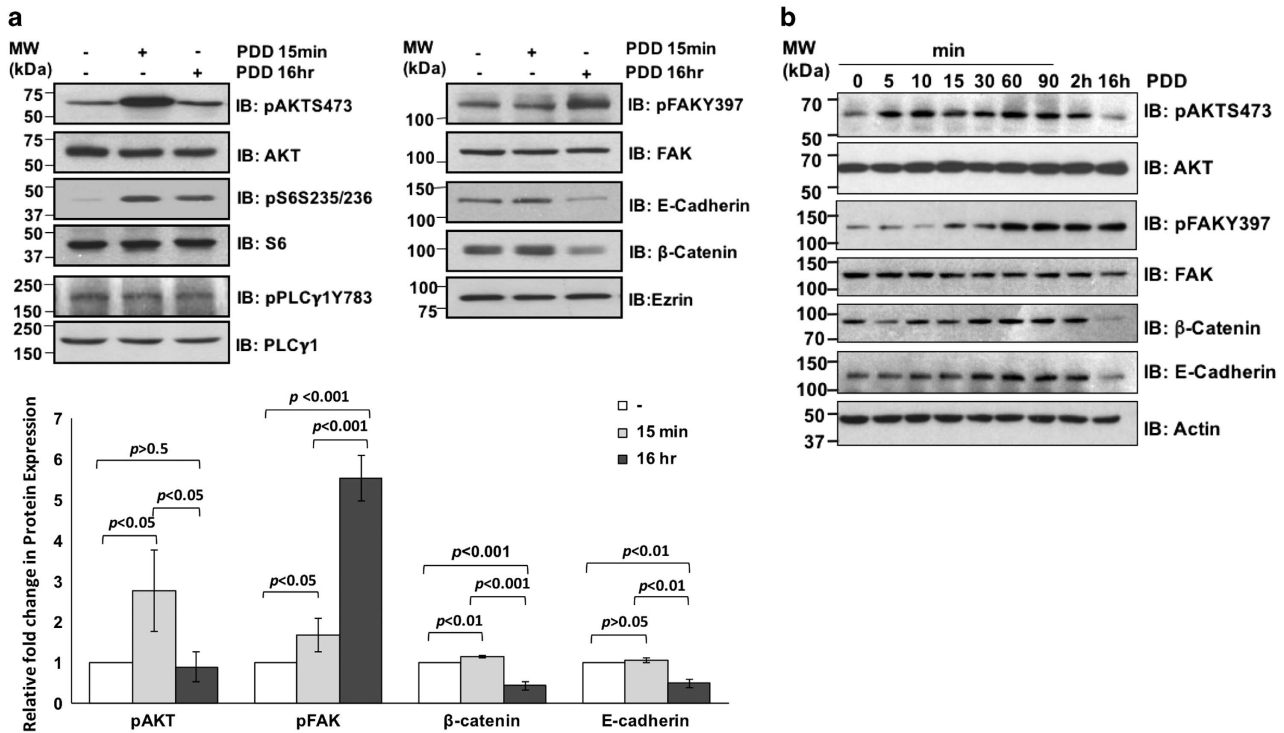 a
MW
(kDa)
- + - PDD 15min
- - + PDD 16hr
75
50
IB: pAKTS473
75
50
IB: AKT
50
37
IB: pS6S235/236
50
37
IB: S6
250
150
IB: pPLCγ1Y783
250
150
IB: PLCγ1
MW
(kDa)
- + - PDD 15min
- - + PDD 16hr
100
IB: pFAKY397
100
IB: FAK
150
100
IB: E-Cadherin
100
IB: β-Catenin
100
75
IB:Ezrin
Relative fold change in Protein Expression
7
6
5
4
3
2
1
0
p>0.5
p<0.05
p<0.05
p <0.001
p<0.001
p<0.05
p<0.001
p<0.001
p<0.01
p<0.01
p<0.01
p>0.05
-
15 min
16 hr
pAKT pFAK β-catenin E-cadherin
b
MW
(kDa)
min
0 5 10 15 30 60 90 2h 16h PDD
70
50
IB: pAKTS473
70
50
IB: AKT
150
100
IB: pFAKY397
150
100
IB: FAK
100
70
IB: β-Catenin
150
100
IB: E-Cadherin
50
37
IB: Actin